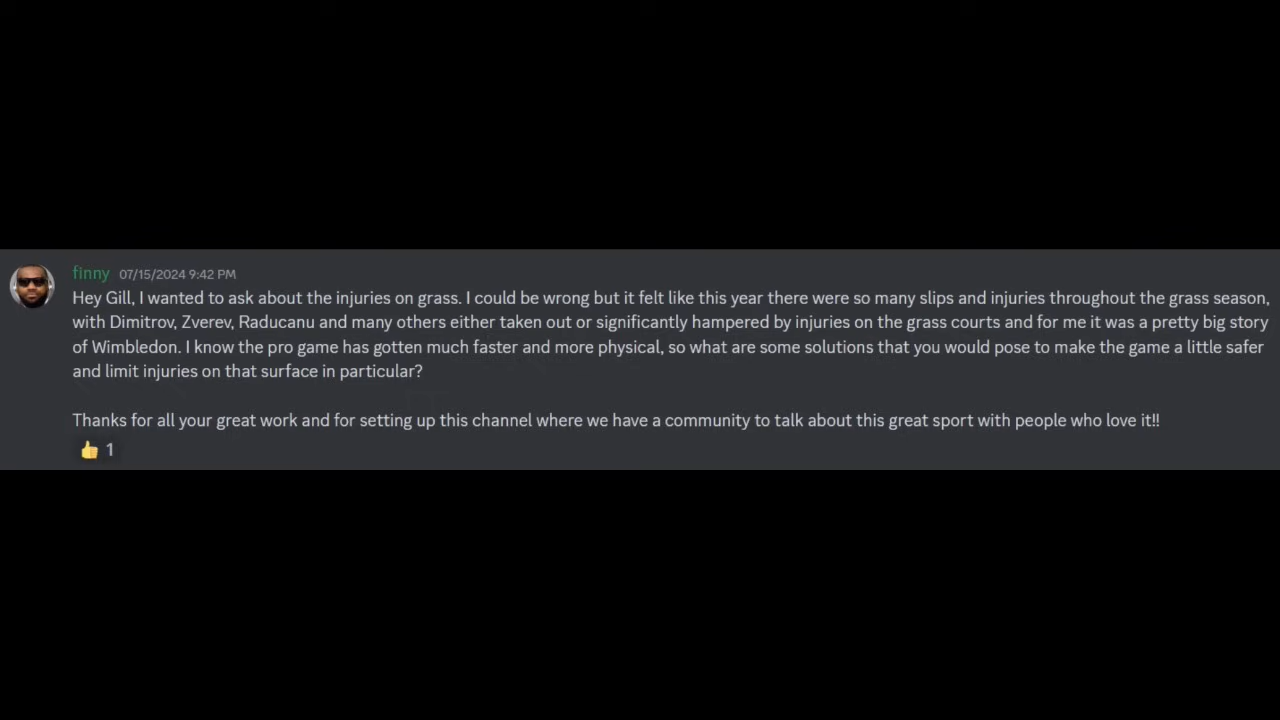 finny 07/15/2024 9:42 PM
Hey Gill, I wanted to ask about the injuries on grass. I could be wrong but it felt like this year there were so many slips and injuries throughout the grass season,
with Dimitrov, Zverev, Raducanu and many others either taken out or significantly hampered by injuries on the grass courts and for me it was a pretty big story
of Wimbledon. I know the pro game has gotten much faster and more physical, so what are some solutions that you would pose to make the game a little safer
and limit injuries on that surface in particular?
Thanks for all your great work and for setting up this channel where we have a community to talk about this great sport with people who love it!!
👍 1